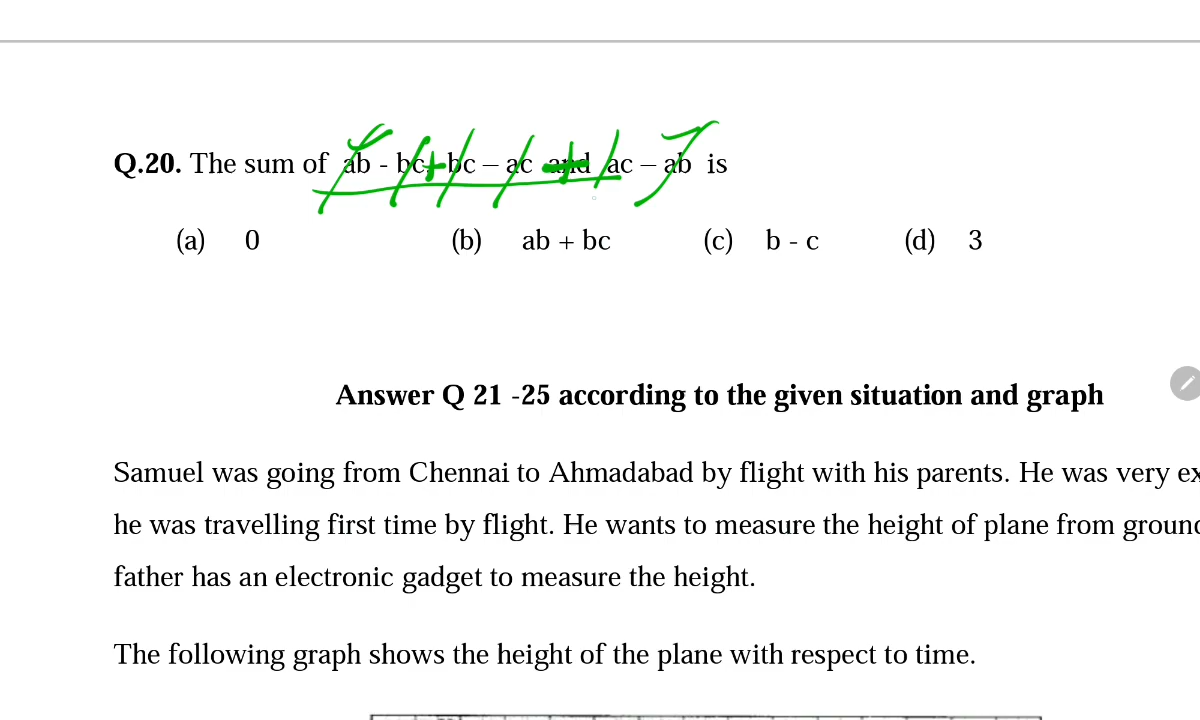 Q.20. The sum of ab - bc, bc – ac and ac – ab is
(a) 0 (b) ab + bc (c) b - c (d) 3
Answer Q 21 -25 according to the given situation and graph
Samuel was going from Chennai to Ahmadabad by flight with his parents. He was very ex
he was travelling first time by flight. He wants to measure the height of plane from ground
father has an electronic gadget to measure the height.
The following graph shows the height of the plane with respect to time.